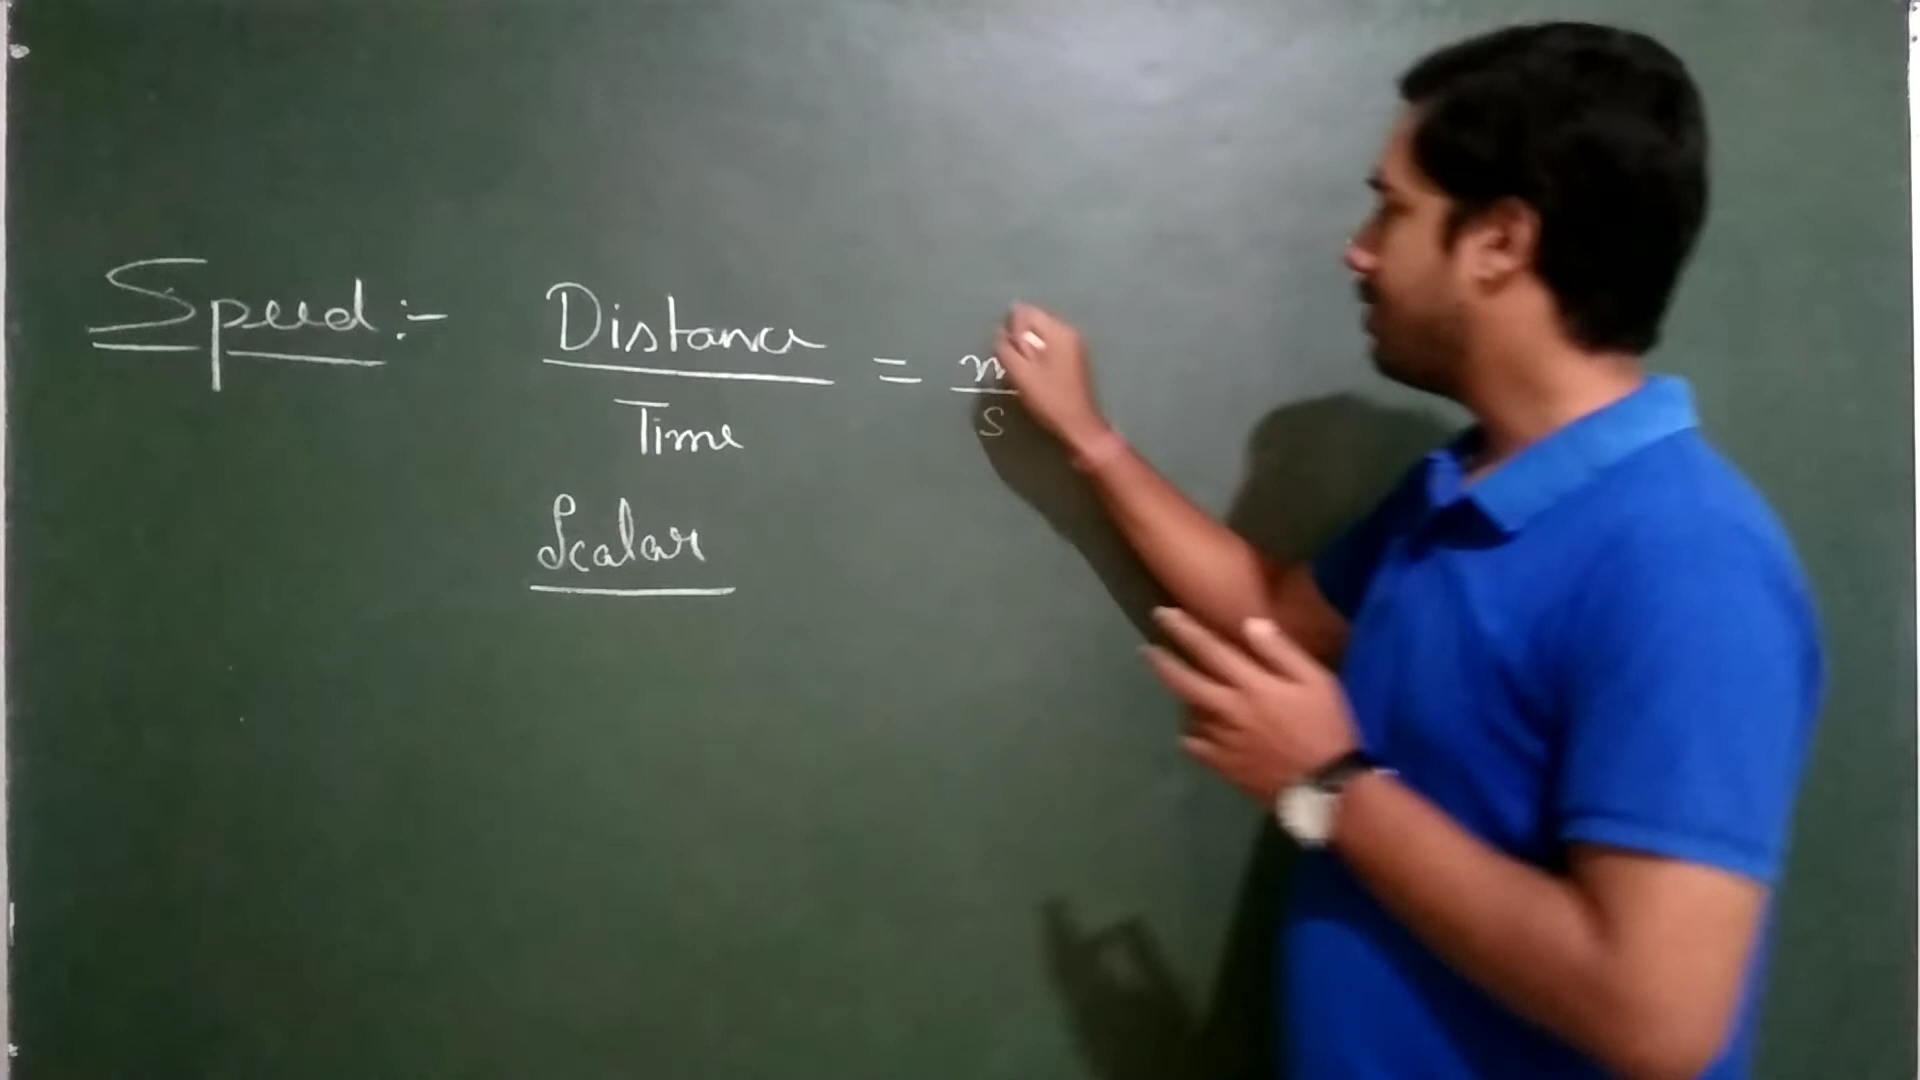 Speed :- Distance / Time = m / s
Scalar